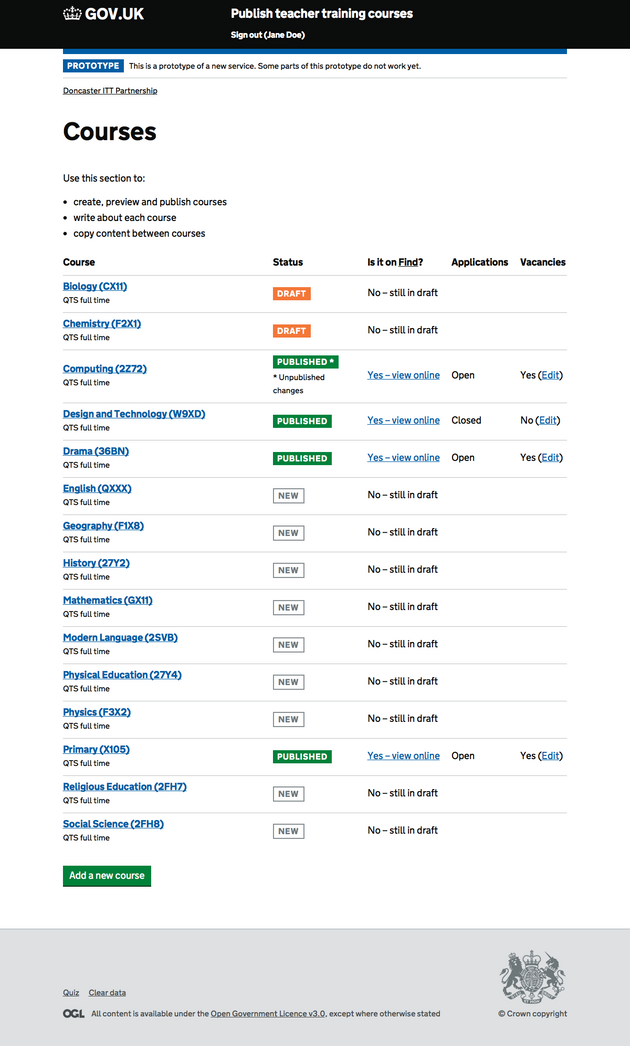 GOV.UK Publish teacher training courses
Sign out (Jane Doe)
PROTOTYPE This is a prototype of a new service. Some parts of this prototype do not work yet.
Doncaster ITT Partnership
Courses
Use this section to:
• create, preview and publish courses
• write about each course
• copy content between courses
Course Status Is it on Find? Applications Vacancies
Biology (CX11)
QTS full time
DRAFT No – still in draft
Chemistry (F2X1)
QTS full time
DRAFT No – still in draft
Computing (2Z72)
QTS full time
PUBLISHED *
* Unpublished
changes
Yes – view online Open Yes (Edit)
Design and Technology (W9XD)
QTS full time
PUBLISHED Yes – view online Closed No (Edit)
Drama (36BN)
QTS full time
PUBLISHED Yes – view online Open Yes (Edit)
English (QXXX)
QTS full time
NEW No – still in draft
Geography (F1X8)
QTS full time
NEW No – still in draft
History (27Y2)
QTS full time
NEW No – still in draft
Mathematics (GX11)
QTS full time
NEW No – still in draft
Modern Language (2SVB)
QTS full time
NEW No – still in draft
Physical Education (27Y4)
QTS full time
NEW No – still in draft
Physics (F3X2)
QTS full time
NEW No – still in draft
Primary (X105)
QTS full time
PUBLISHED Yes – view online Open Yes (Edit)
Religious Education (2FH7)
QTS full time
NEW No – still in draft
Social Science (2FH8)
QTS full time
NEW No – still in draft
Add a new course
Quiz Clear data
OGL All content is available under the Open Government Licence v3.0, except where otherwise stated
© Crown copyright